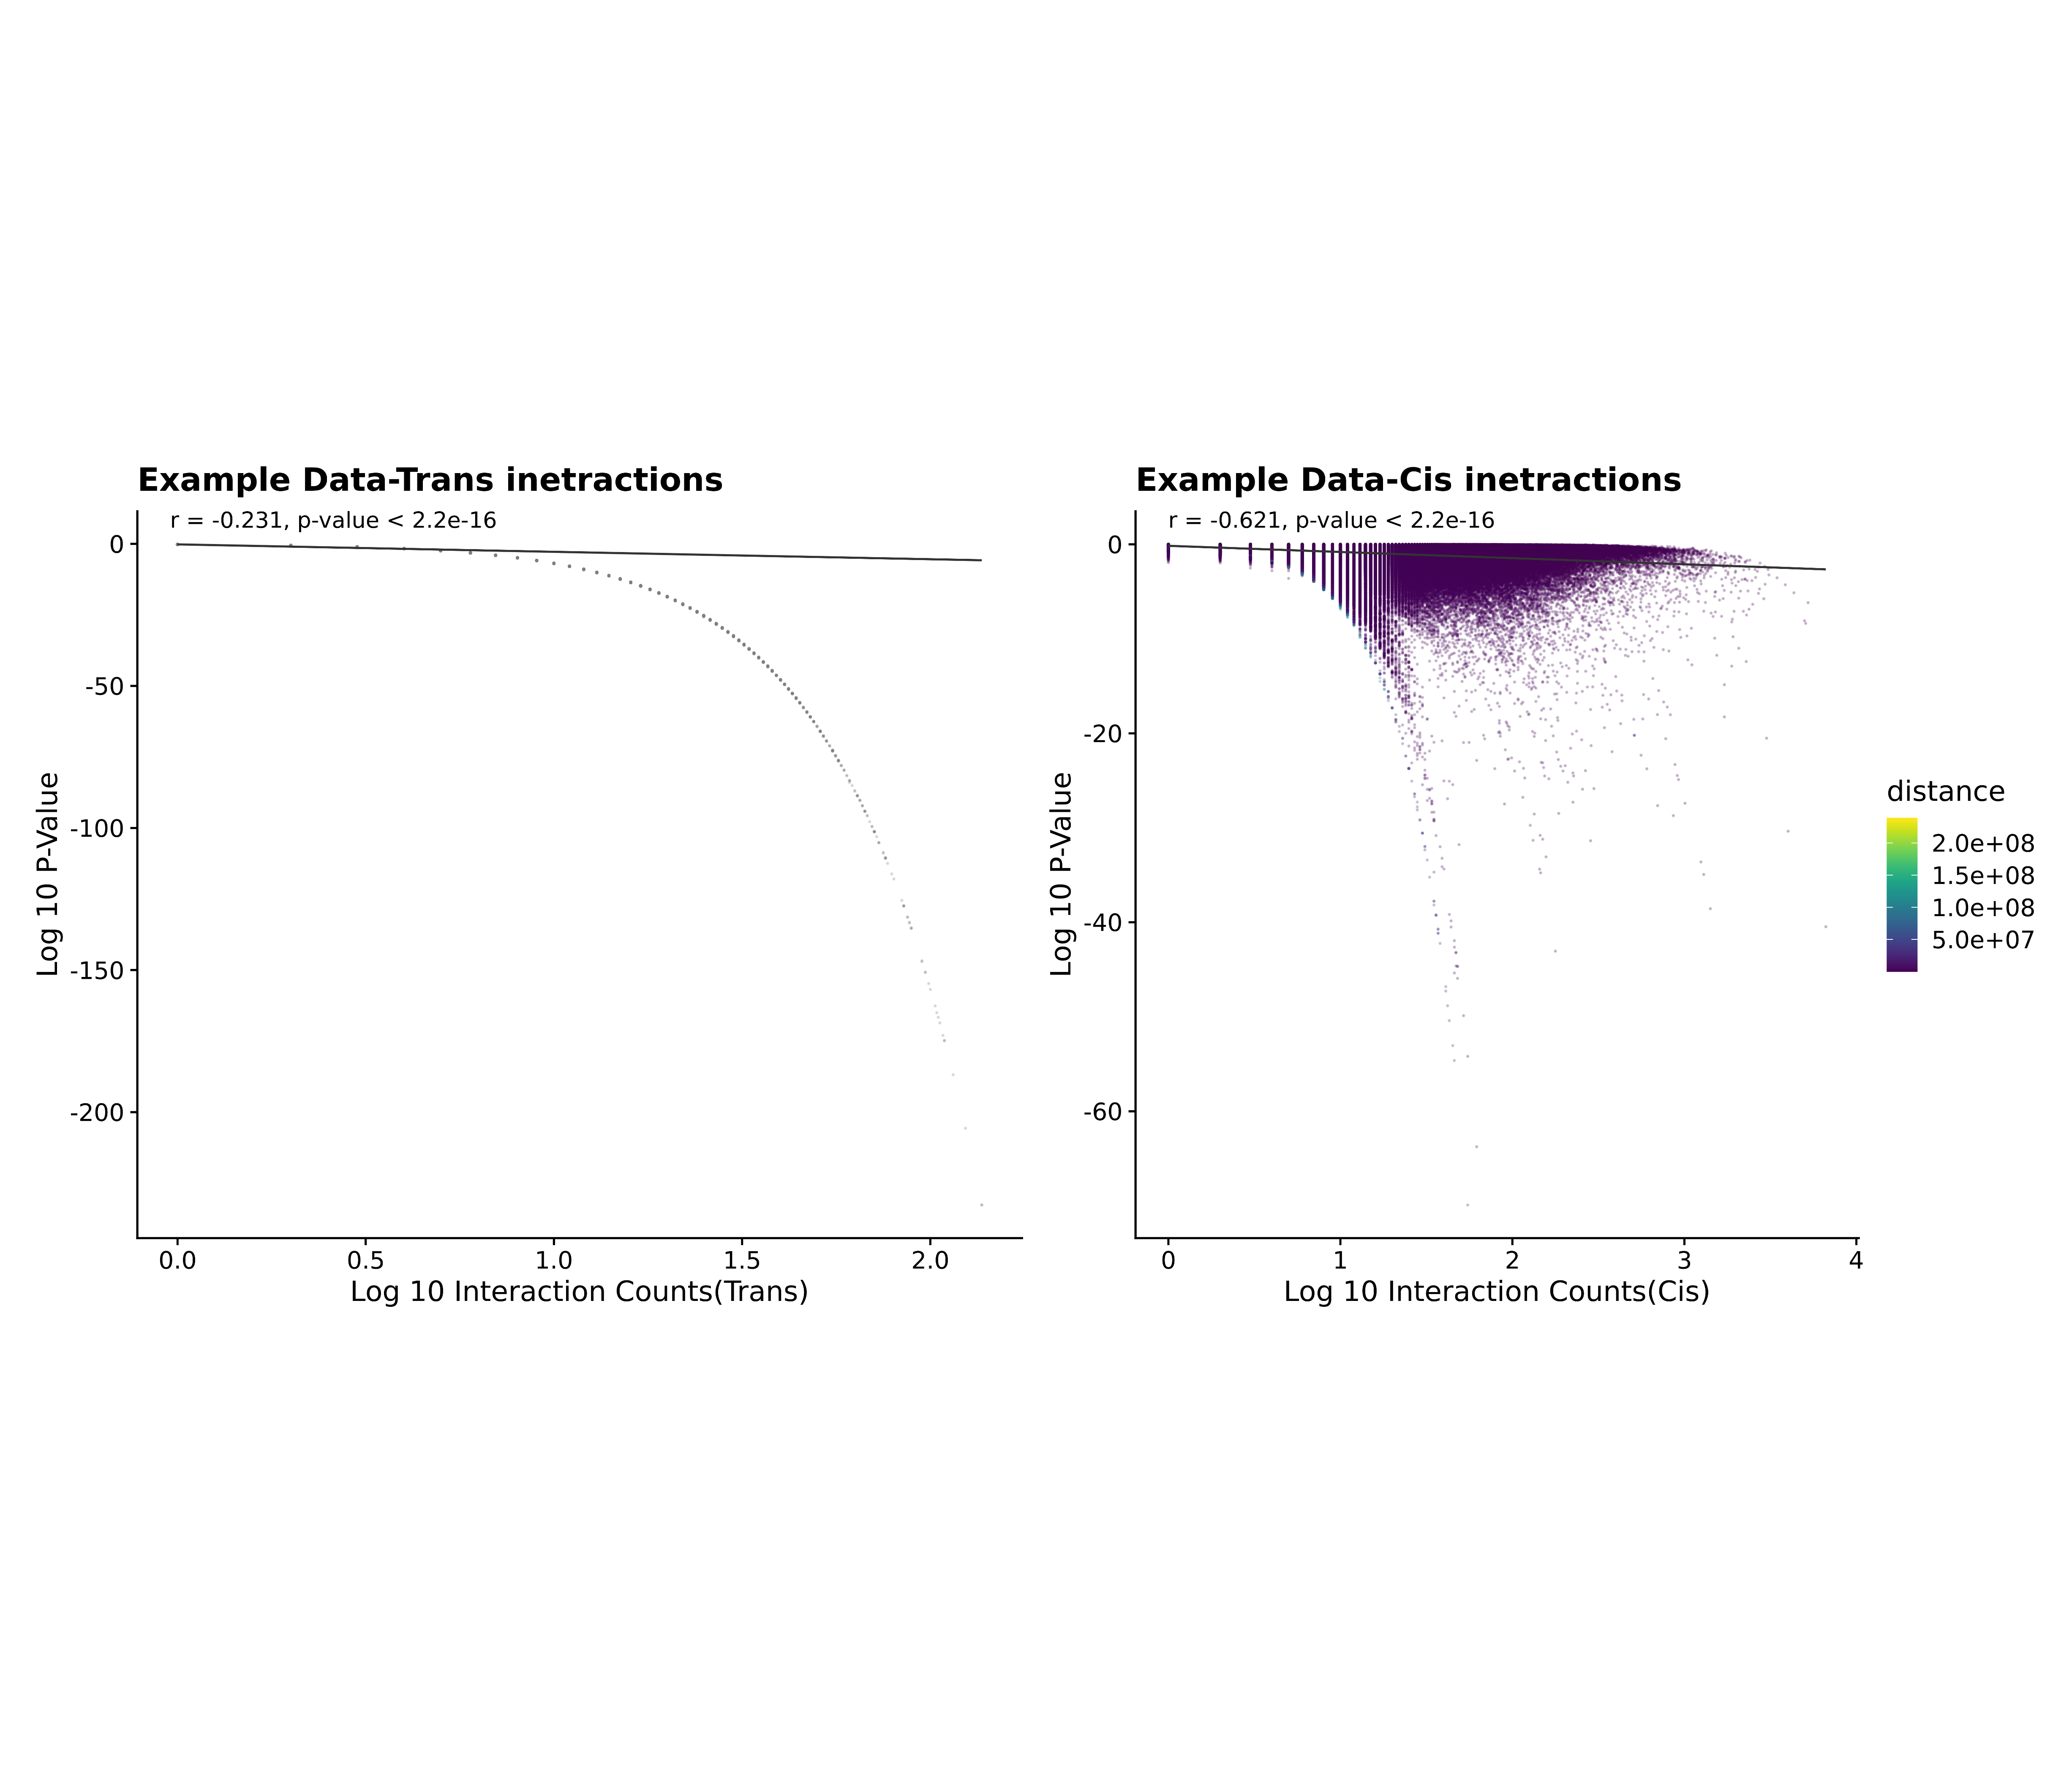 Example Data-Trans inetractions
r = -0.231, p-value < 2.2e-16
Log 10 P-Value
0
-50
-100
-150
-200
0.0 0.5 1.0 1.5 2.0
Log 10 Interaction Counts(Trans)
Example Data-Cis inetractions
r = -0.621, p-value < 2.2e-16
Log 10 P-Value
0
-20
-40
-60
0 1 2 3 4
Log 10 Interaction Counts(Cis)
distance
2.0e+08
1.5e+08
1.0e+08
5.0e+07